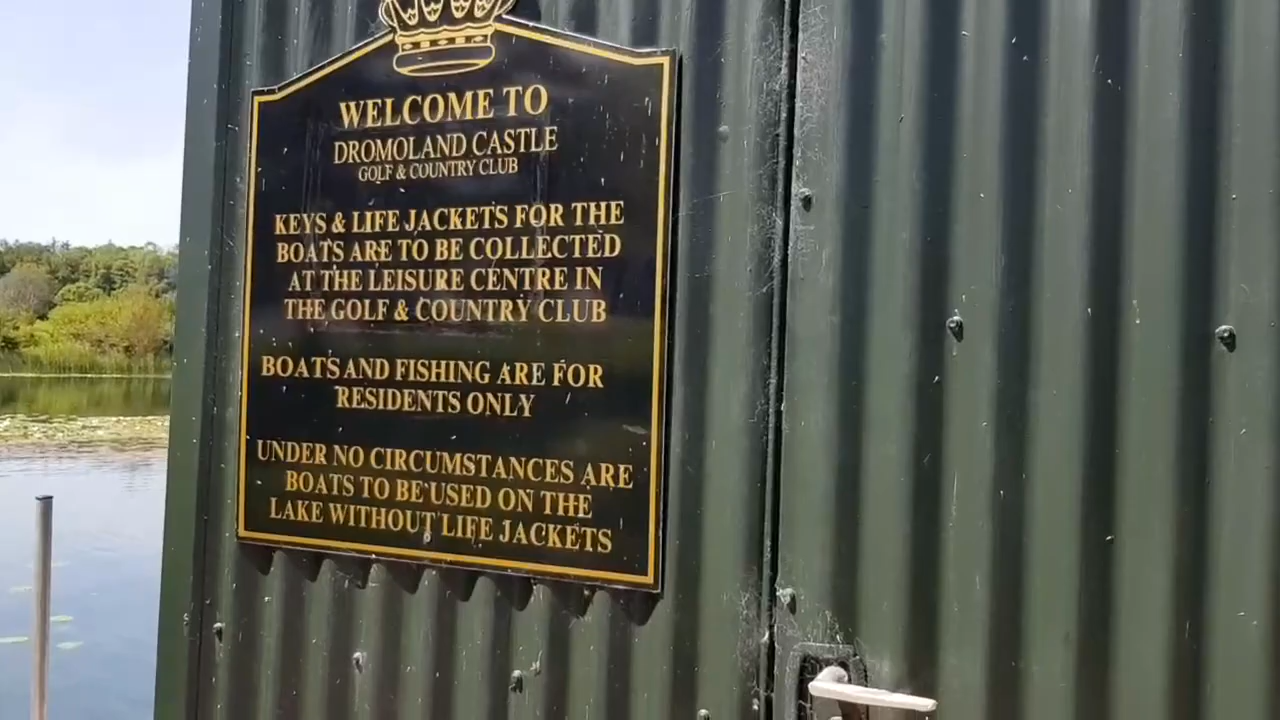 WELCOME TO
DROMOLAND CASTLE
GOLF & COUNTRY CLUB
KEYS & LIFE JACKETS FOR THE
BOATS ARE TO BE COLLECTED
AT THE LEISURE CENTRE IN
THE GOLF & COUNTRY CLUB
BOATS AND FISHING ARE FOR
RESIDENTS ONLY
UNDER NO CIRCUMSTANCES ARE
BOATS TO BE USED ON THE
LAKE WITHOUT LIFE JACKETS